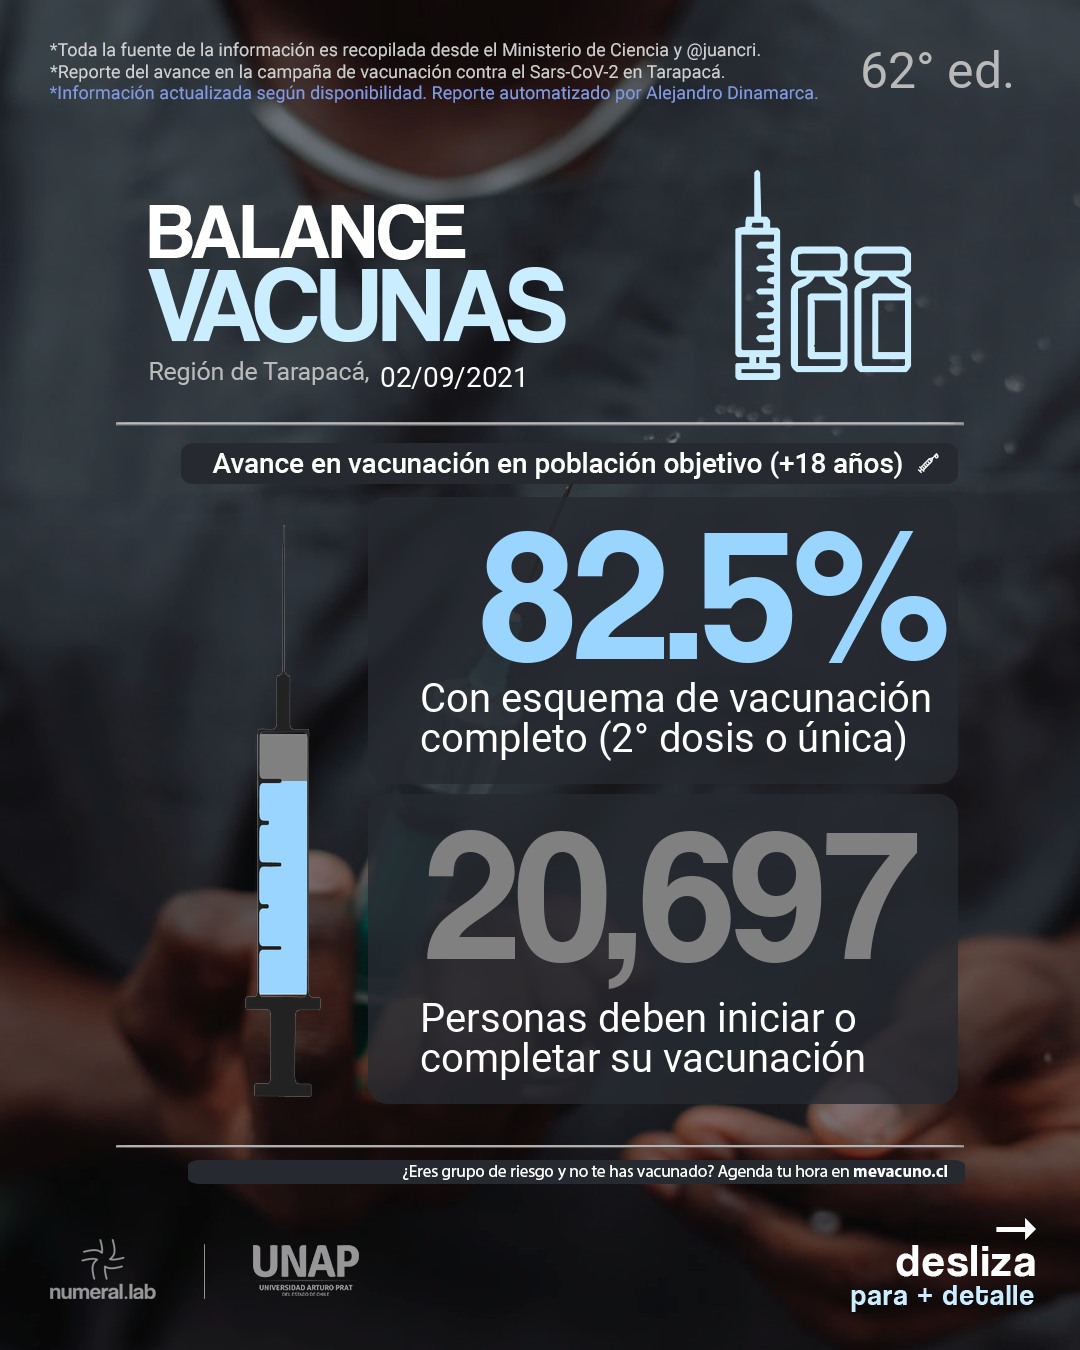 *Toda la fuente de la información es recopilada desde el Ministerio de Ciencia y @juancri.
*Reporte del avance en la campaña de vacunación contra el Sars-CoV-2 en Tarapacá.
*Información actualizada según disponibilidad. Reporte automatizado por Alejandro Dinamarca.
62° ed.
BALANCE
VACUNAS
Región de Tarapacá, 02/09/2021
Avance en vacunación en población objetivo (+18 años)
82.5%
Con esquema de vacunación
completo (2° dosis o única)
20,697
Personas deben iniciar o
completar su vacunación
¿Eres grupo de riesgo y no te has vacunado? Agenda tu hora en mevacuno.cl
numeral.lab
UNAP
UNIVERSIDAD ARTURO PRAT
DEL ESTADO DE CHILE
desliza
para + detalle